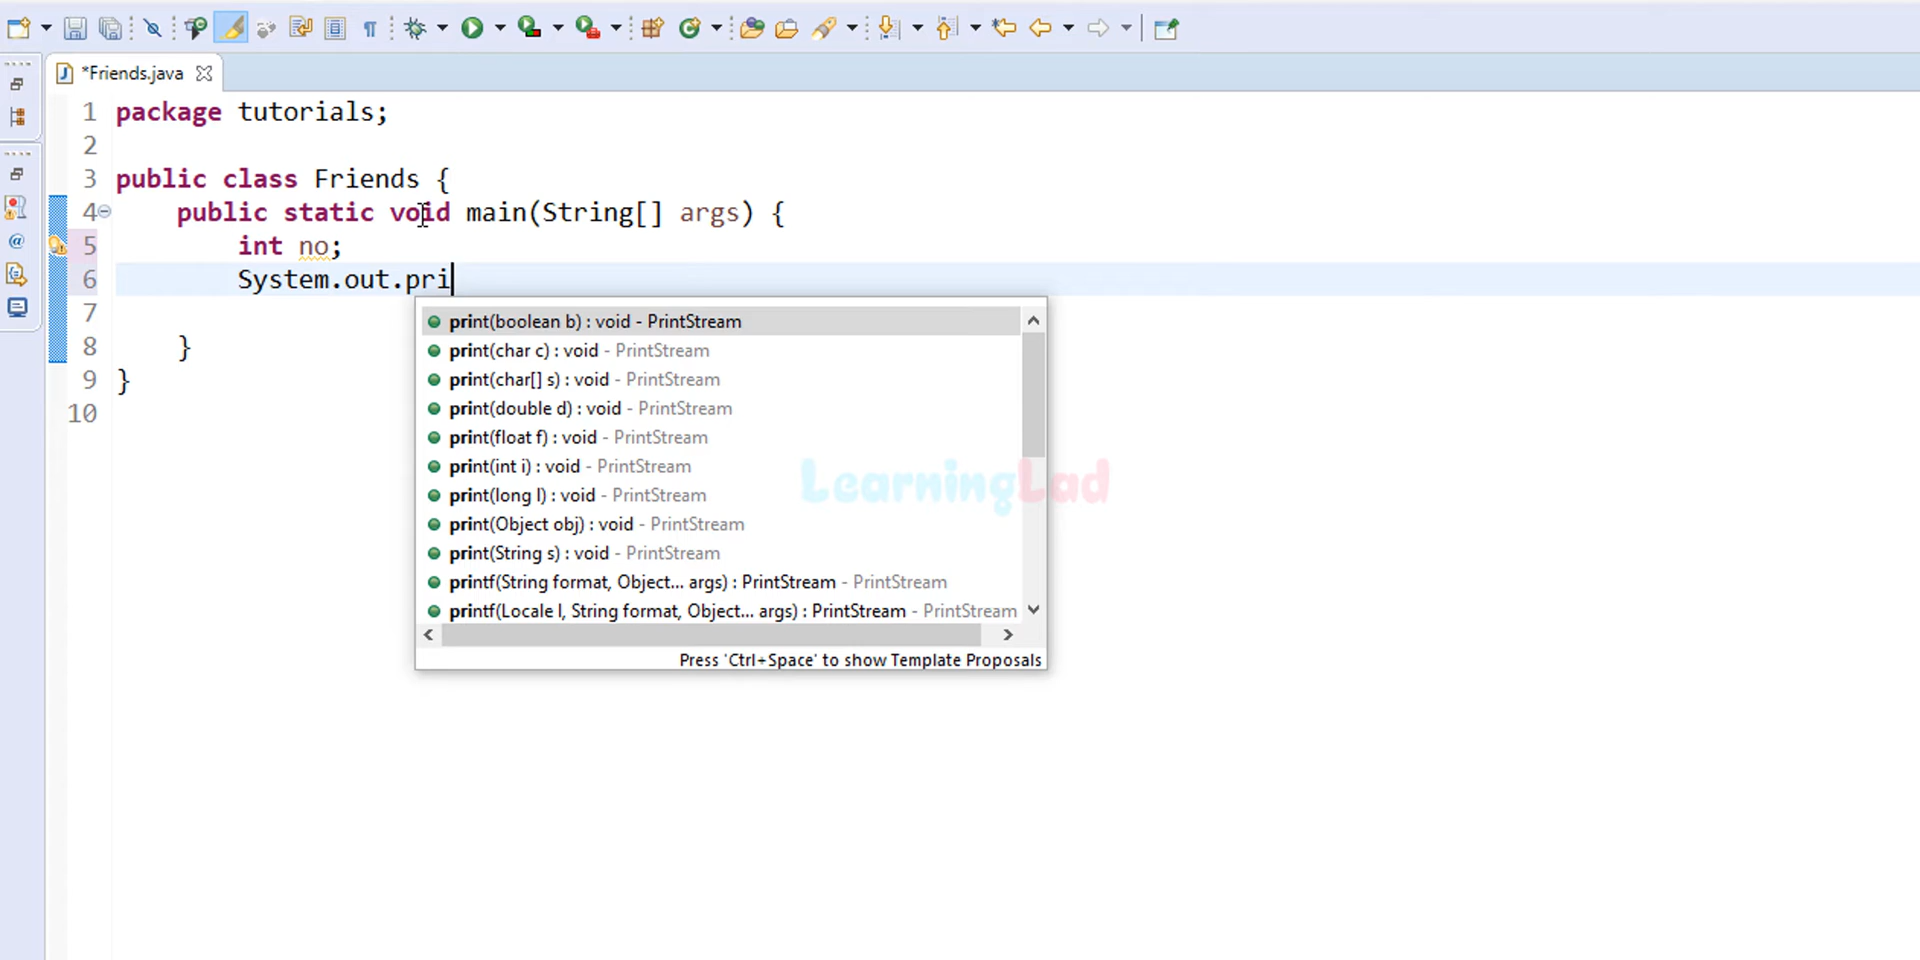 *Friends.java
1 package tutorials;
2
3 public class Friends {
4 public static void main(String[] args) {
5 int no;
6 System.out.pri
7
8 }
9 }
10
print(boolean b) : void - PrintStream
print(char c) : void - PrintStream
print(char[] s) : void - PrintStream
print(double d) : void - PrintStream
print(float f) : void - PrintStream
print(int i) : void - PrintStream
print(long l) : void - PrintStream
print(Object obj) : void - PrintStream
print(String s) : void - PrintStream
printf(String format, Object... args) : PrintStream - PrintStream
printf(Locale l, String format, Object... args) : PrintStream - PrintStream
Press 'Ctrl+Space' to show Template Proposals
LearningLad